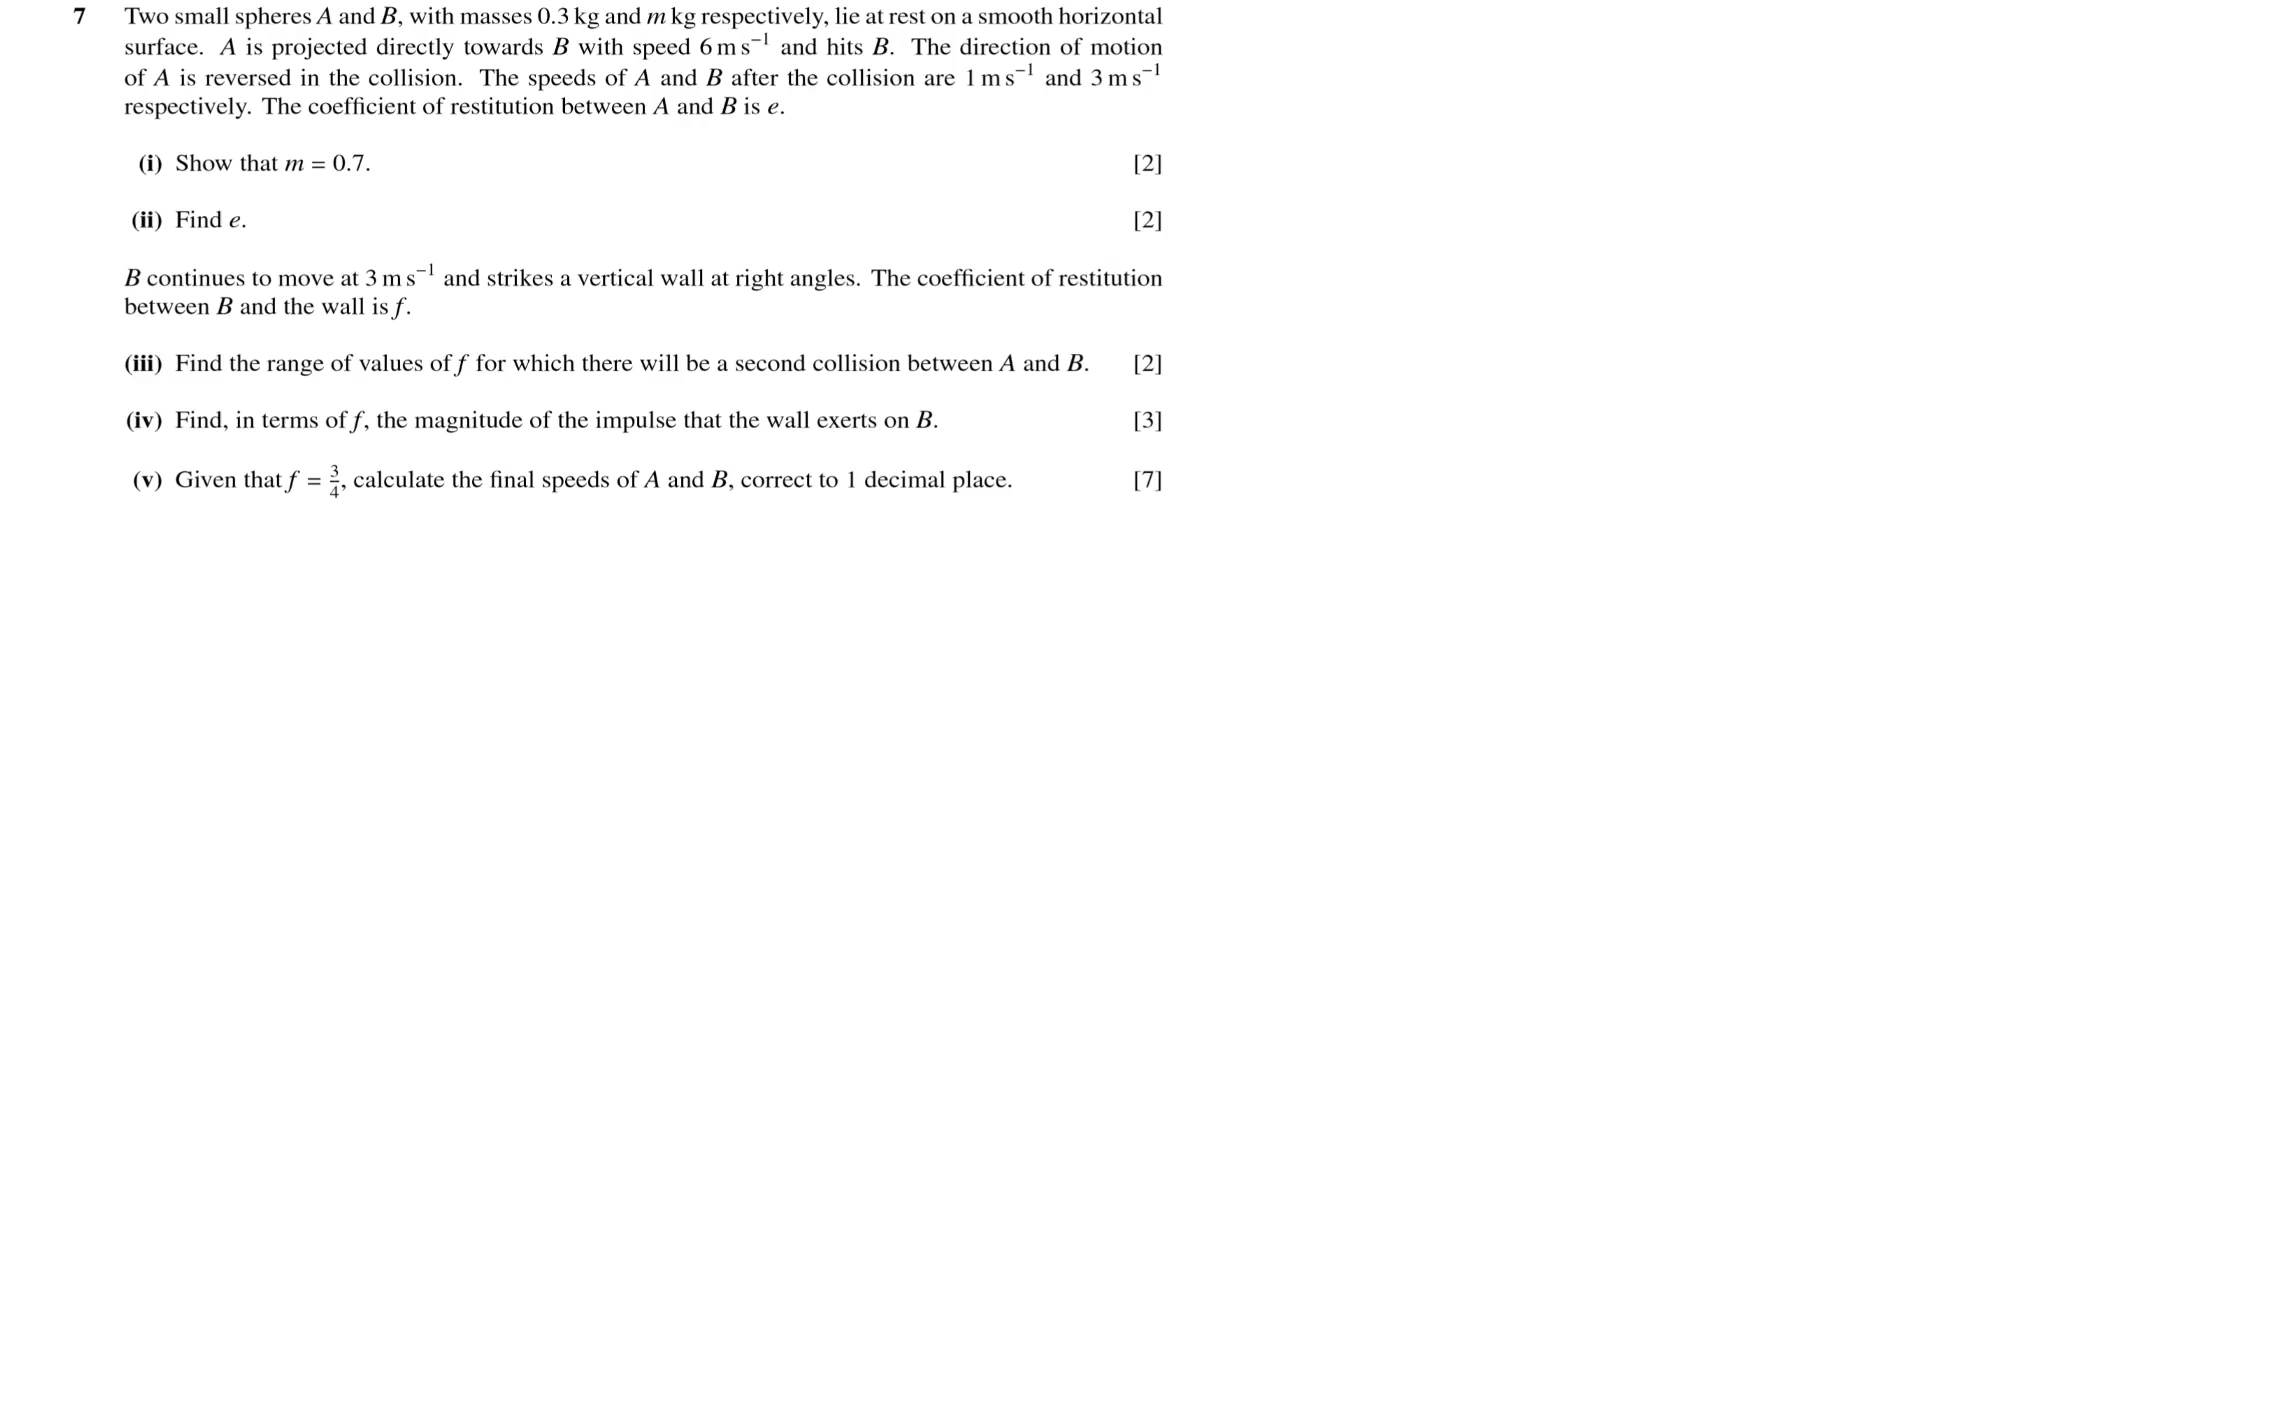 7 Two small spheres A and B, with masses 0.3 kg and m kg respectively, lie at rest on a smooth horizontal
surface. A is projected directly towards B with speed 6 m s⁻¹ and hits B. The direction of motion
of A is reversed in the collision. The speeds of A and B after the collision are 1 m s⁻¹ and 3 m s⁻¹
respectively. The coefficient of restitution between A and B is e.
(i) Show that m = 0.7. [2]
(ii) Find e. [2]
B continues to move at 3 m s⁻¹ and strikes a vertical wall at right angles. The coefficient of restitution
between B and the wall is f.
(iii) Find the range of values of f for which there will be a second collision between A and B. [2]
(iv) Find, in terms of f, the magnitude of the impulse that the wall exerts on B. [3]
(v) Given that f = 3/4, calculate the final speeds of A and B, correct to 1 decimal place. [7]